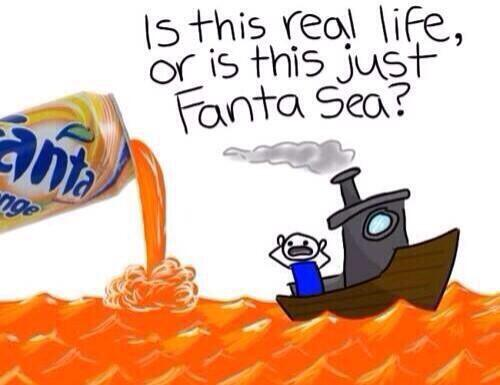 Is this real life,
or is this just
Fanta Sea?
anta
nge